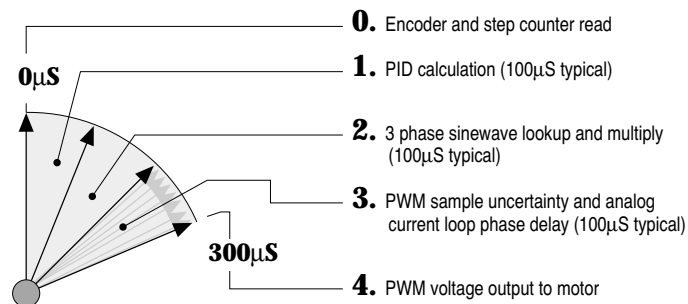 0. Encoder and step counter read
0µS
1. PID calculation (100µS typical)
2. 3 phase sinewave lookup and multiply
(100µS typical)
3. PWM sample uncertainty and analog
current loop phase delay (100µS typical)
300µS
4. PWM voltage output to motor